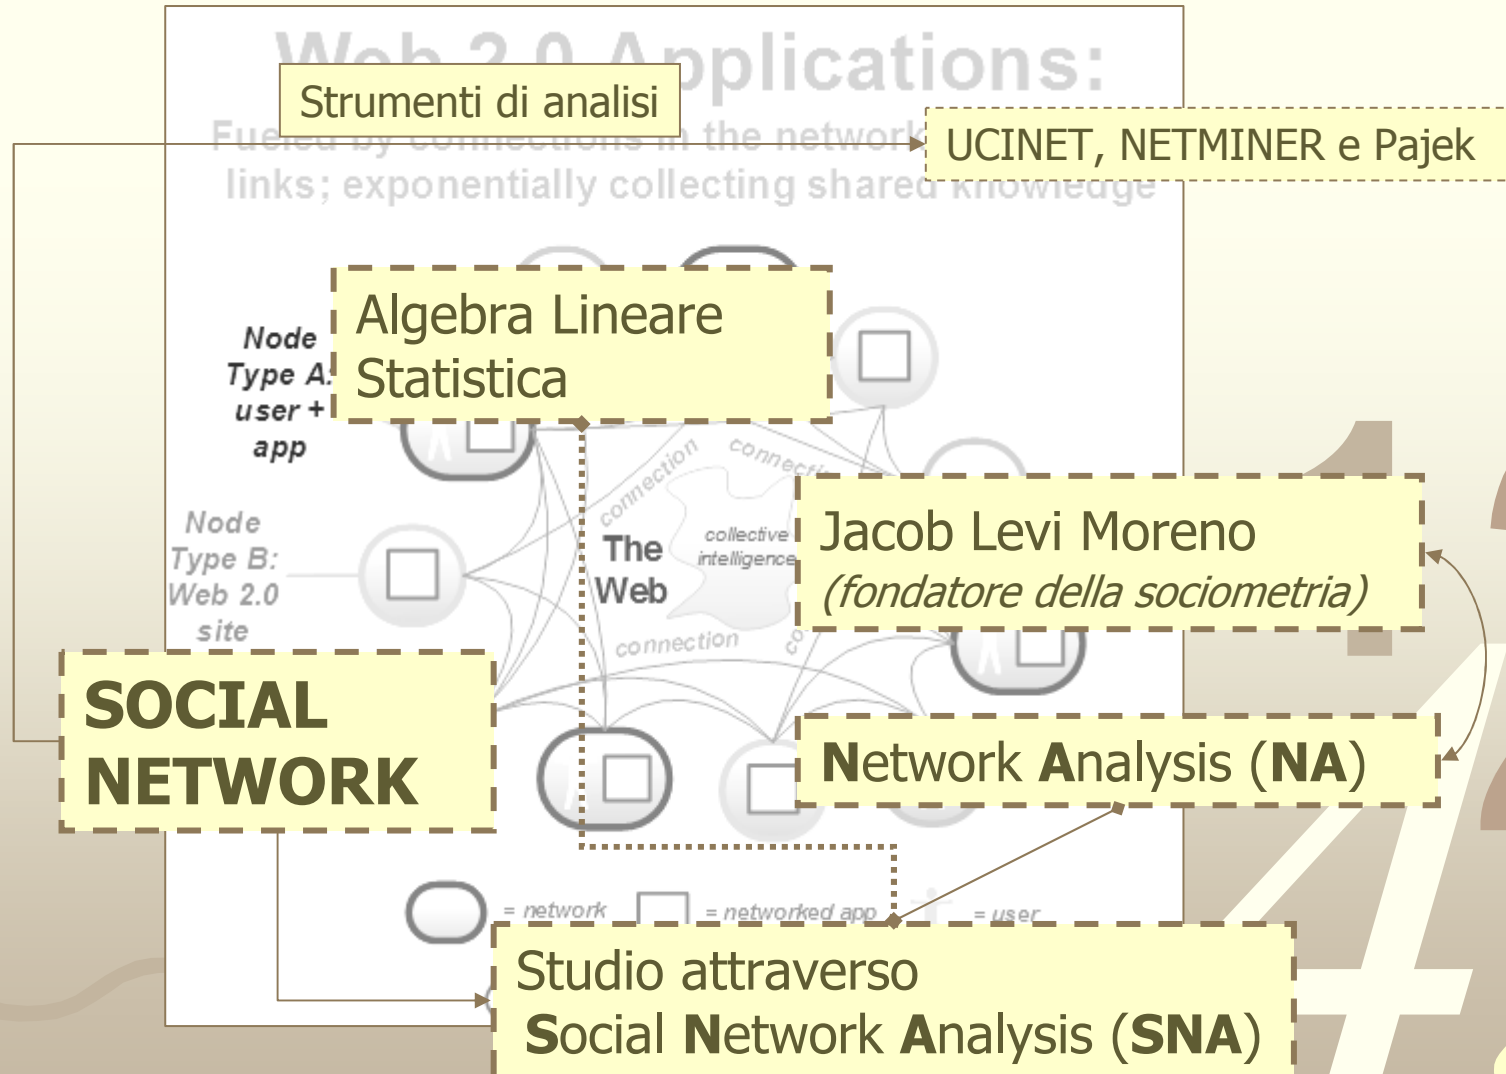 Web 2.0 Applications:
Strumenti di analisi
Fueled by connections in the network
UCINET, NETMINER e Pajek
links; exponentially collecting shared knowledge
Algebra Lineare
Statistica
Node
Type A:
user +
app
connection
Node
Type B:
Web 2.0
site
The
Web
collective
intelligence
connection
Jacob Levi Moreno
(fondatore della sociometria)
SOCIAL
NETWORK
Network Analysis (NA)
= network
= networked app
= user
Studio attraverso
Social Network Analysis (SNA)
1
2
4